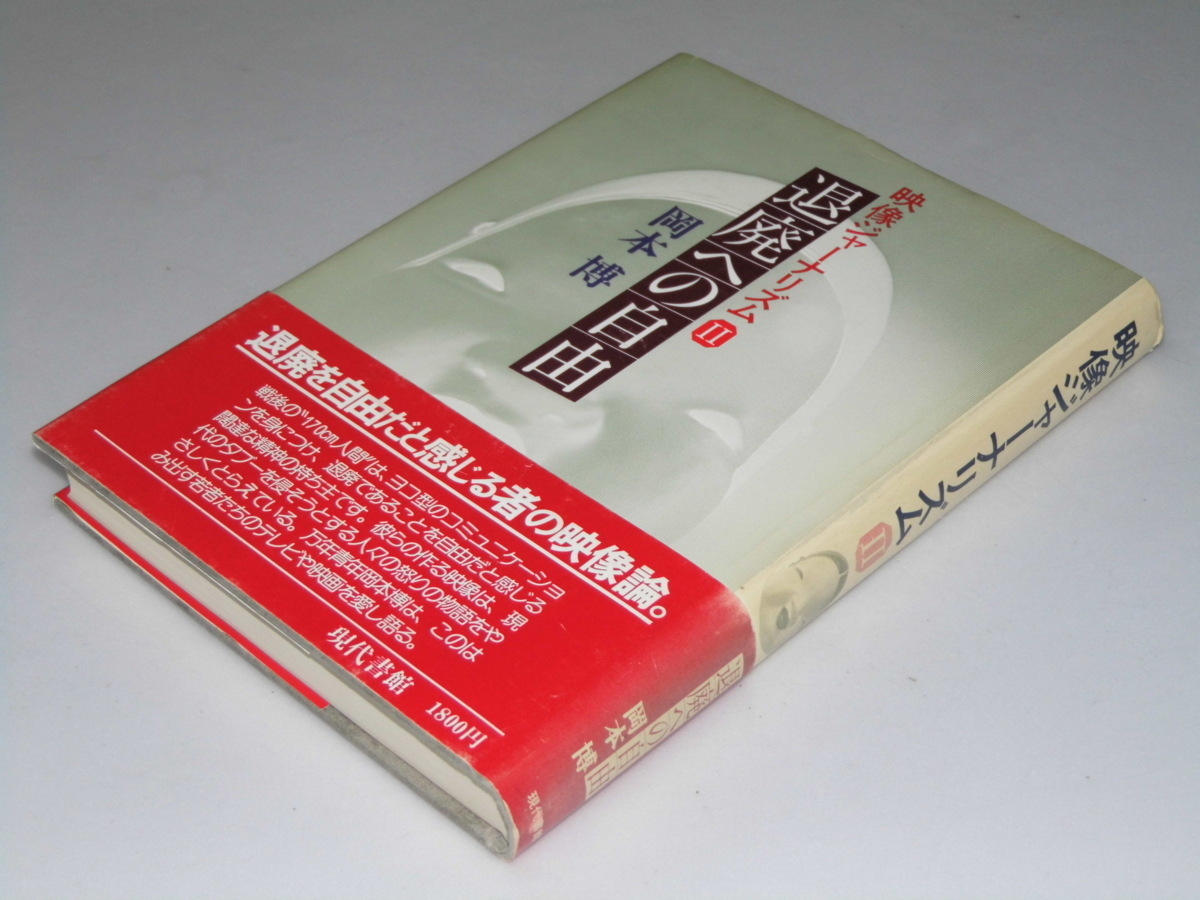 映像ジャーナリズムⅡ
退廃への自由
岡本 博
退廃を自由だと感じる者の映像論。
戦後の“170cm人間”は、ヨコ型のコミュニケーショ
ンを身につけ、退廃であることを自由だと感じる
闊達な精神の持ち主です。彼らの作る映像は、現
代のタブーを侵そうとする人々の怒りの物語をや
さしくとらえている。万年青年岡本博は、このは
み出す若者たちのテレビや映画を愛し語る。
現代書館 1800円
映像ジャーナリズムⅡ
退廃への自由
岡本 博
現代書館